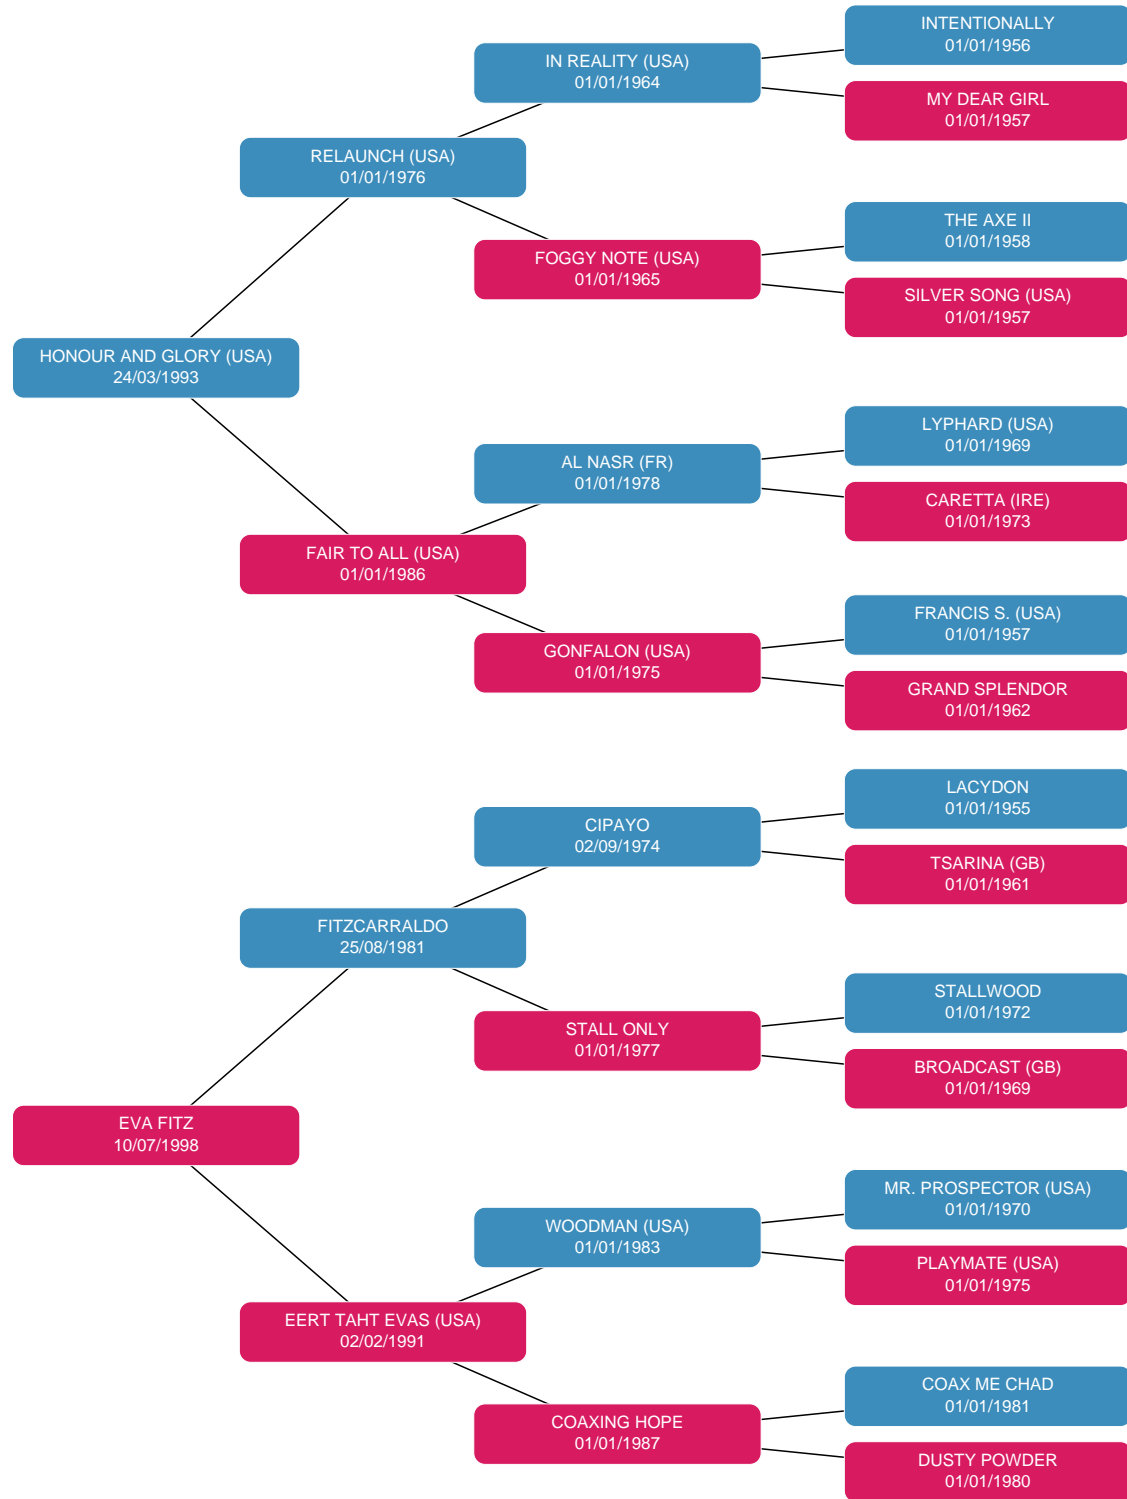 INTENTIONALLY
01/01/1956
IN REALITY (USA)
01/01/1964
MY DEAR GIRL
01/01/1957
RELAUNCH (USA)
01/01/1976
THE AXE II
01/01/1958
FOGGY NOTE (USA)
01/01/1965
SILVER SONG (USA)
01/01/1957
HONOUR AND GLORY (USA)
24/03/1993
LYPHARD (USA)
01/01/1969
AL NASR (FR)
01/01/1978
CARETTA (IRE)
01/01/1973
FAIR TO ALL (USA)
01/01/1986
FRANCIS S. (USA)
01/01/1957
GONFALON (USA)
01/01/1975
GRAND SPLENDOR
01/01/1962
LACYDON
01/01/1955
CIPAYO
02/09/1974
TSARINA (GB)
01/01/1961
FITZCARRALDO
25/08/1981
STALLWOOD
01/01/1972
STALL ONLY
01/01/1977
BROADCAST (GB)
01/01/1969
EVA FITZ
10/07/1998
MR. PROSPECTOR (USA)
01/01/1970
WOODMAN (USA)
01/01/1983
PLAYMATE (USA)
01/01/1975
EERT TAHT EVAS (USA)
02/02/1991
COAX ME CHAD
01/01/1981
COAXING HOPE
01/01/1987
DUSTY POWDER
01/01/1980